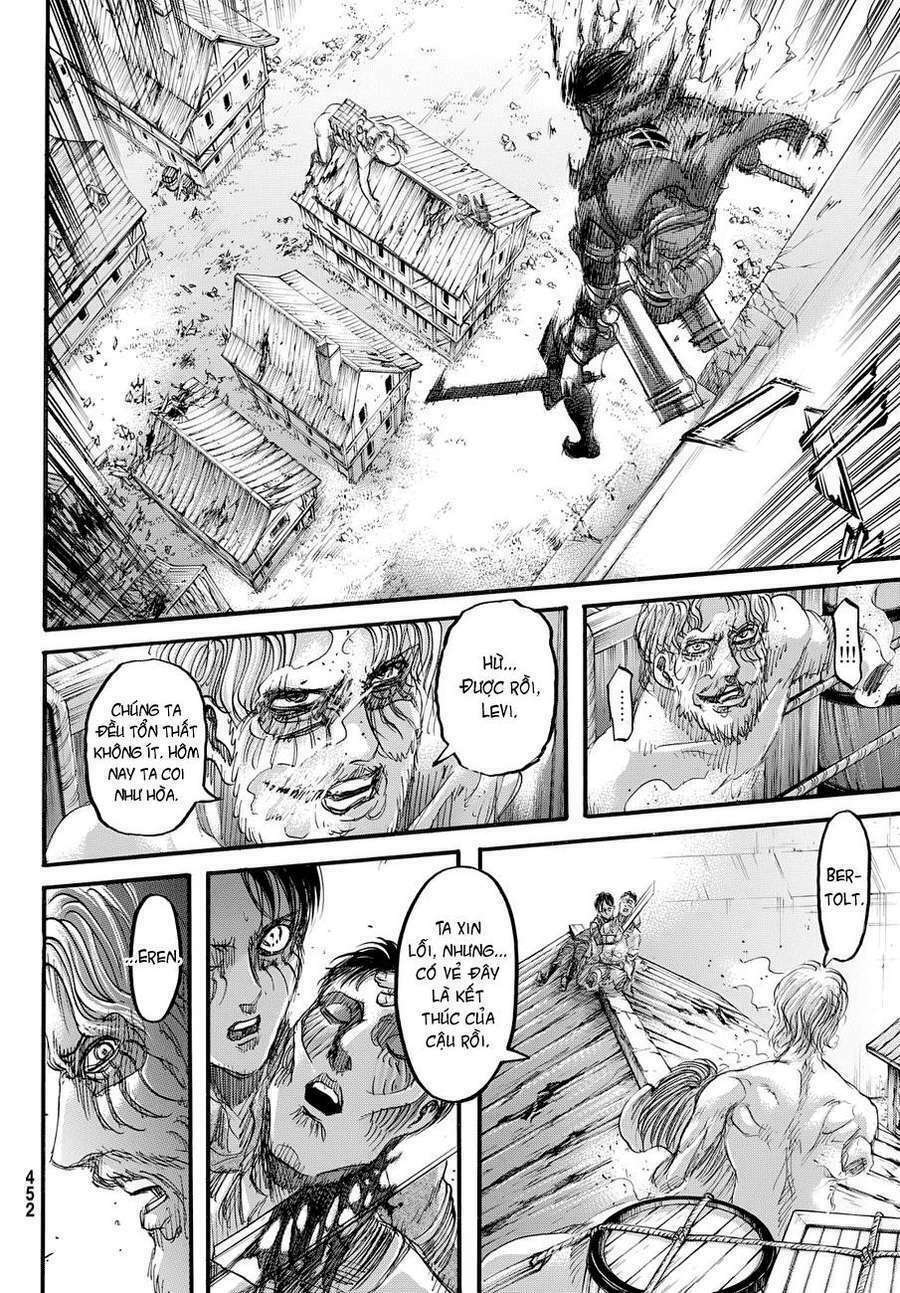 ....
....!!!
HỪ...
ĐƯỢC RỒI,
LEVI.
CHÚNG TA
ĐỀU TỔN THẤT
KHÔNG ÍT. HÔM
NAY TA COI
NHƯ HÒA.
BER-
TOLT.
TA XIN
LỖI, NHƯNG...
CÓ VẺ ĐÂY
LÀ KẾT
THÚC CỦA
CẬU RỒI.
...EREN.
452